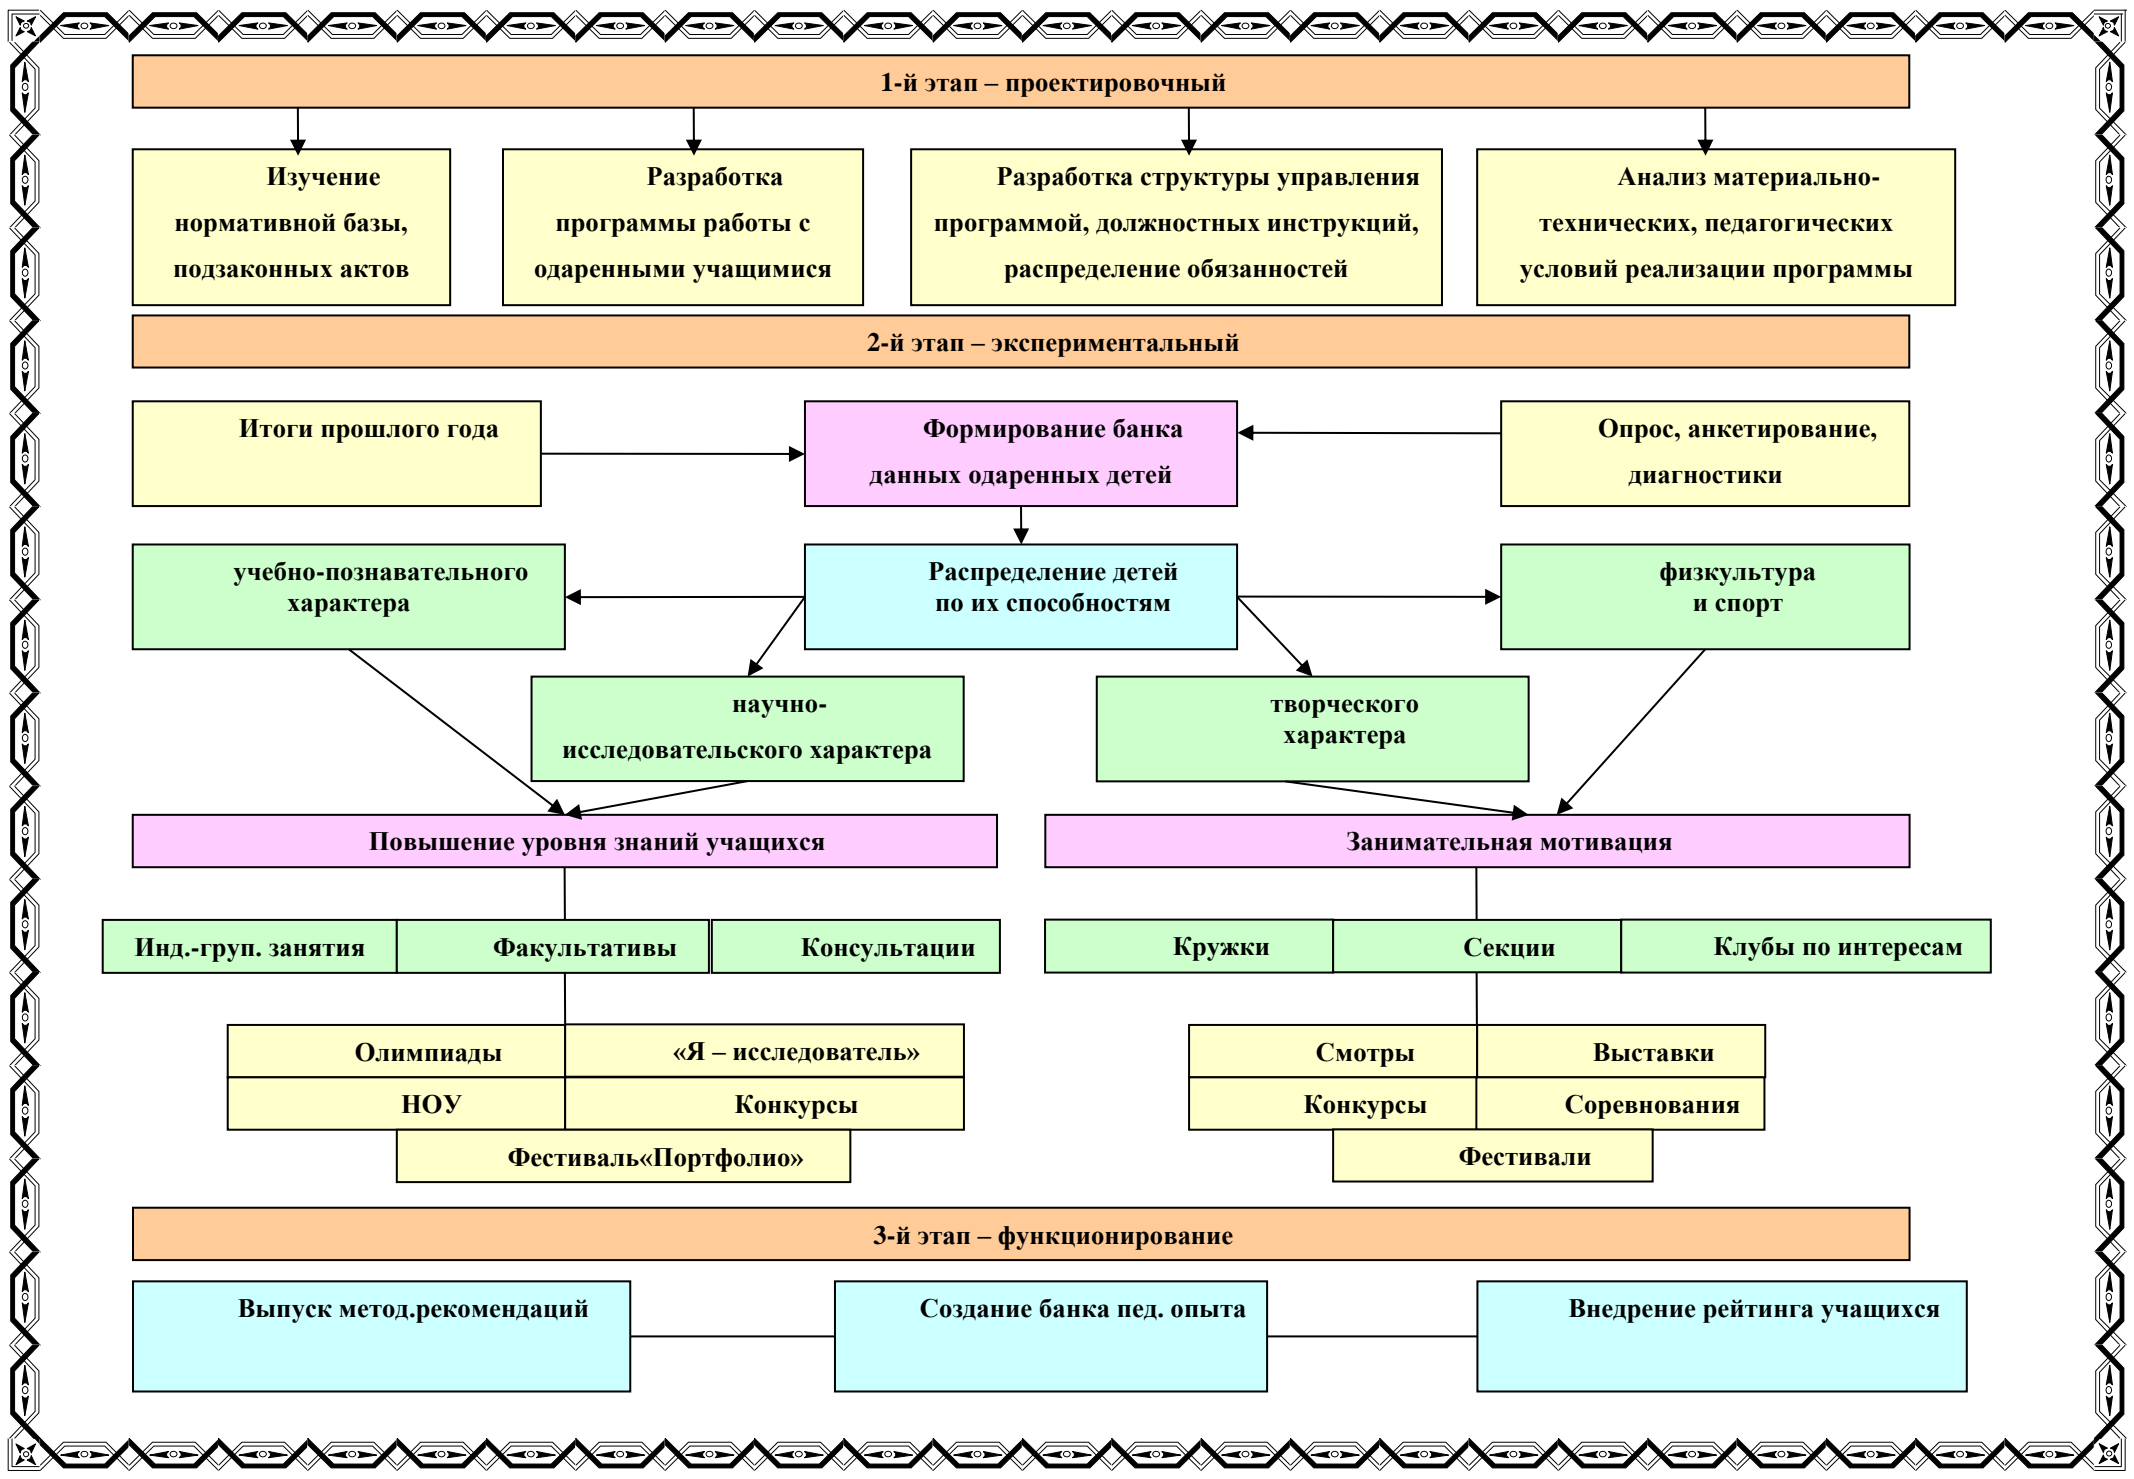 1-й этап – проектировочный
Изучение
нормативной базы,
подзаконных актов
Разработка
программы работы с
одаренными учащимися
Разработка структуры управления
программой, должностных инструкций,
распределение обязанностей
Анализ материально-
технических, педагогических
условий реализации программы
2-й этап – экспериментальный
Итоги прошлого года
Формирование банка
данных одаренных детей
Опрос, анкетирование,
диагностики
учебно-познавательного
характера
Распределение детей
по их способностям
физкультура
и спорт
научно-
исследовательского характера
творческого
характера
Повышение уровня знаний учащихся
Занимательная мотивация
Инд.-груп. занятия
Факультативы
Консультации
Кружки
Секции
Клубы по интересам
Олимпиады
«Я – исследователь»
НОУ
Конкурсы
Фестиваль«Портфолио»
Смотры
Выставки
Конкурсы
Соревнования
Фестивали
3-й этап – функционирование
Выпуск метод.рекомендаций
Создание банка пед. опыта
Внедрение рейтинга учащихся